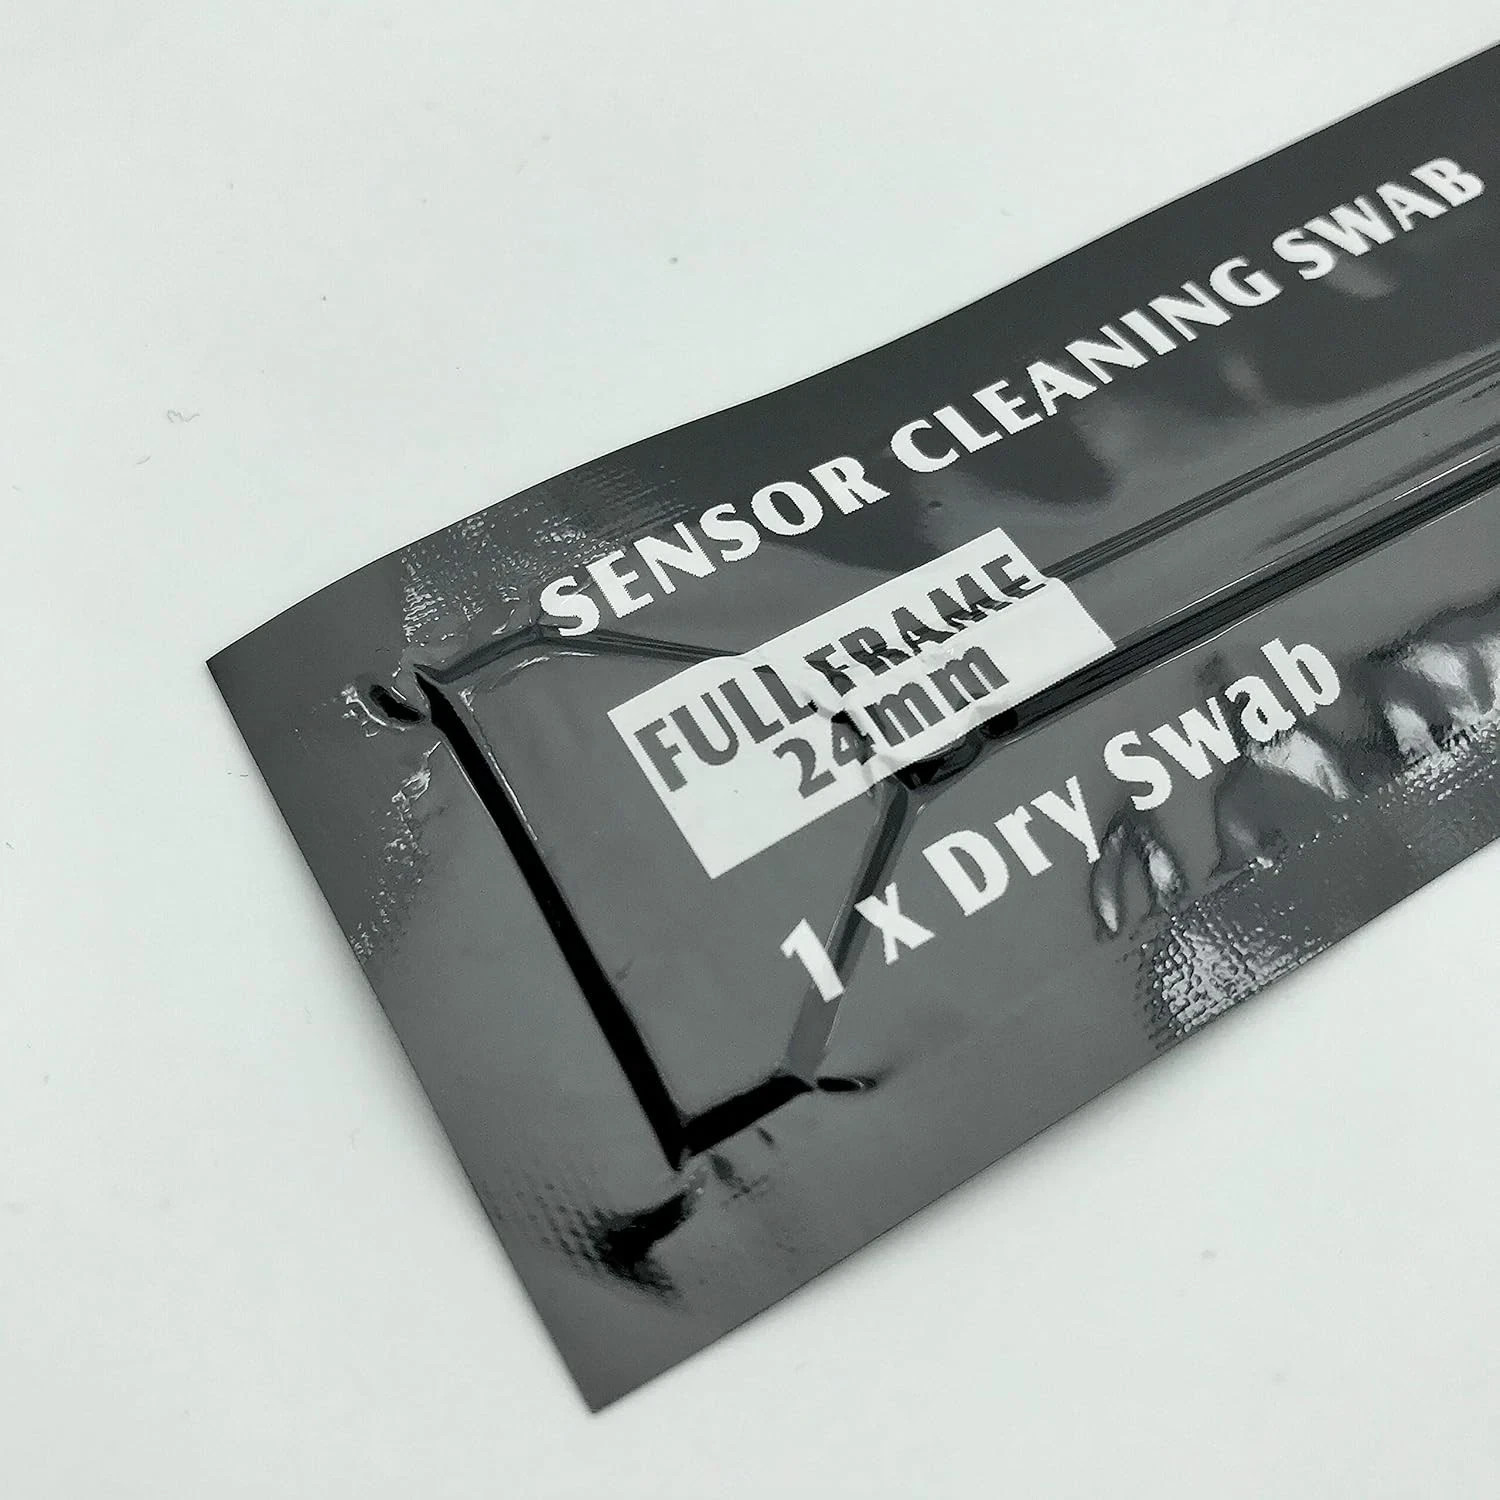 SENSOR CLEANING SWAB
FULL FRAME
24mm
1 x Dry Swab